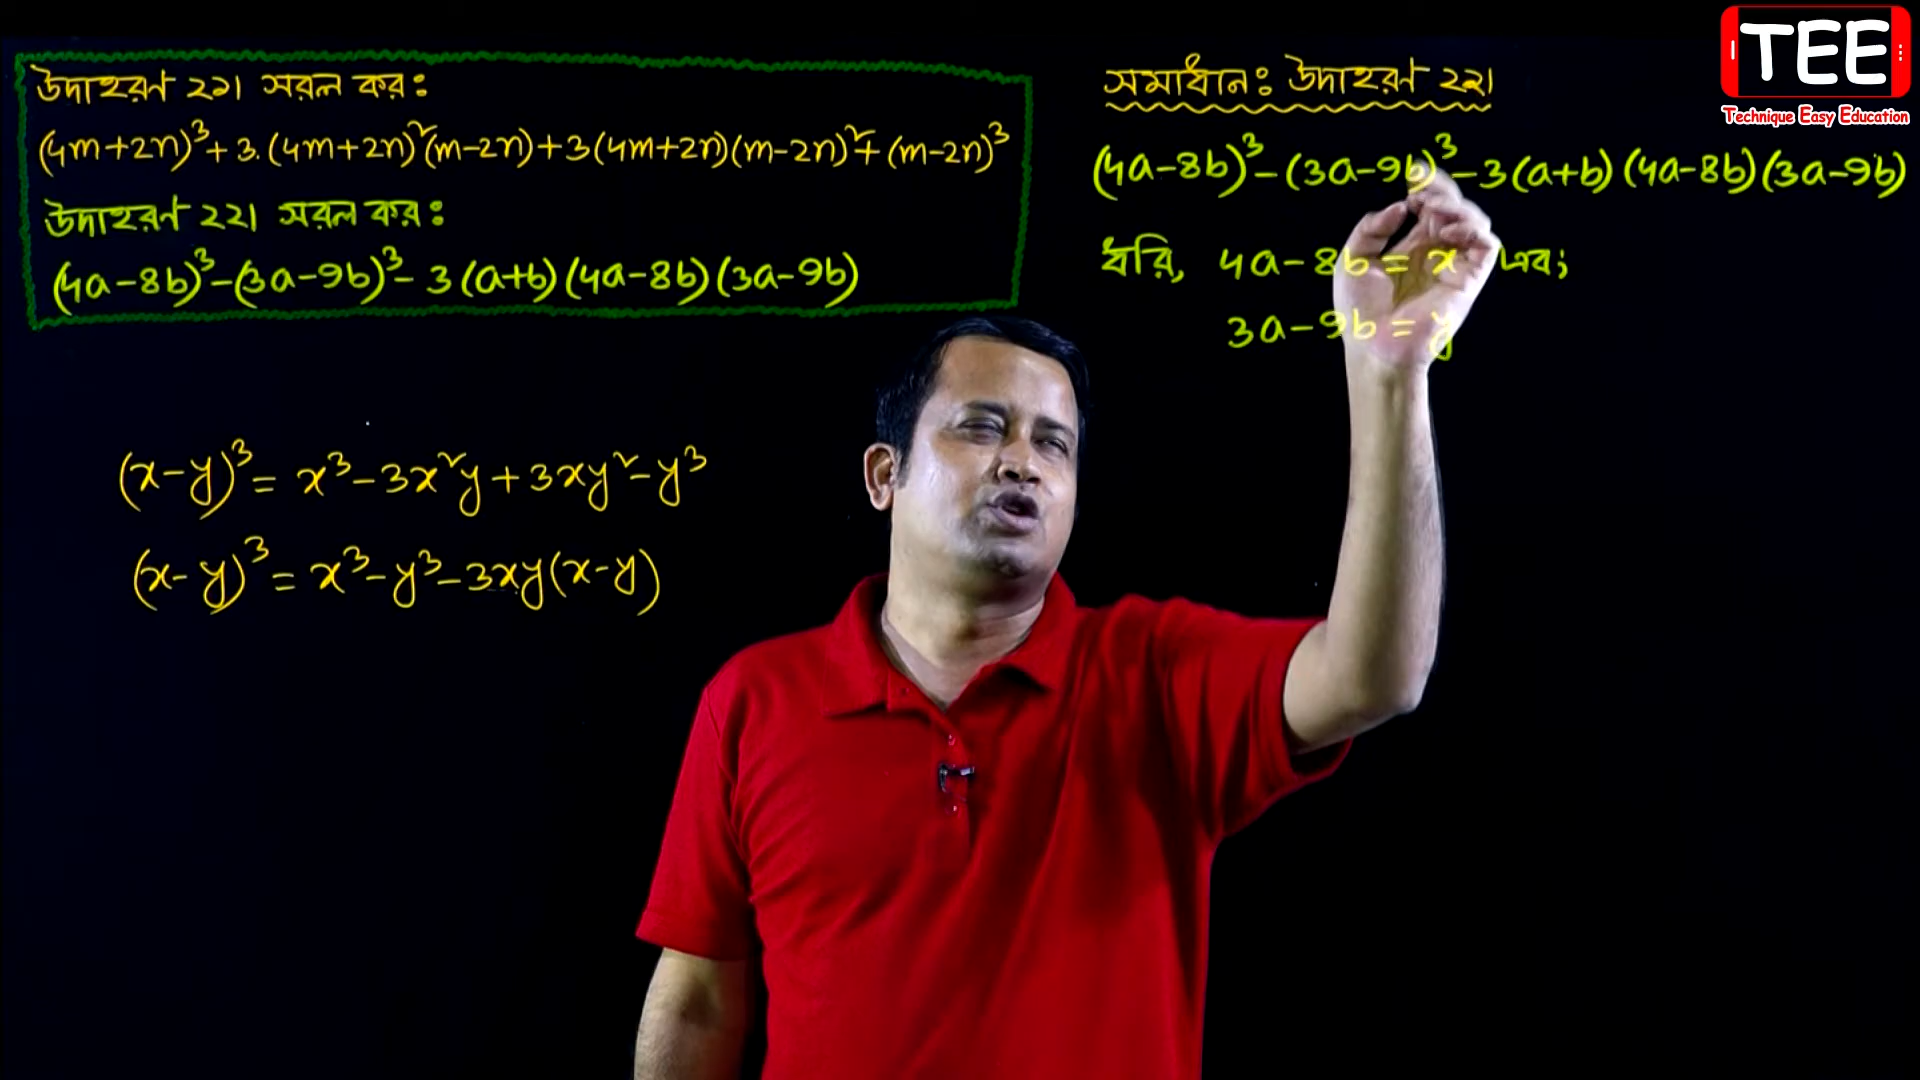 উদাহরণ ২১। সরল কর:
(4m+2n)³+3.(4m+2n)²(m-2n)+3(4m+2n)(m-2n)²+(m-2n)³
উদাহরণ ২২। সরল কর:
(4a-8b)³-(3a-9b)³-3(a+b)(4a-8b)(3a-9b)
(x-y)³= x³-3x²y+3xy²-y³
(x-y)³= x³-y³-3xy(x-y)
সমাধান: উদাহরণ ২২।
(4a-8b)³-(3a-9b)³-3(a+b)(4a-8b)(3a-9b)
ধরি, 4a-8b = x এবং
3a-9b = y
TEE
Technique Easy Education